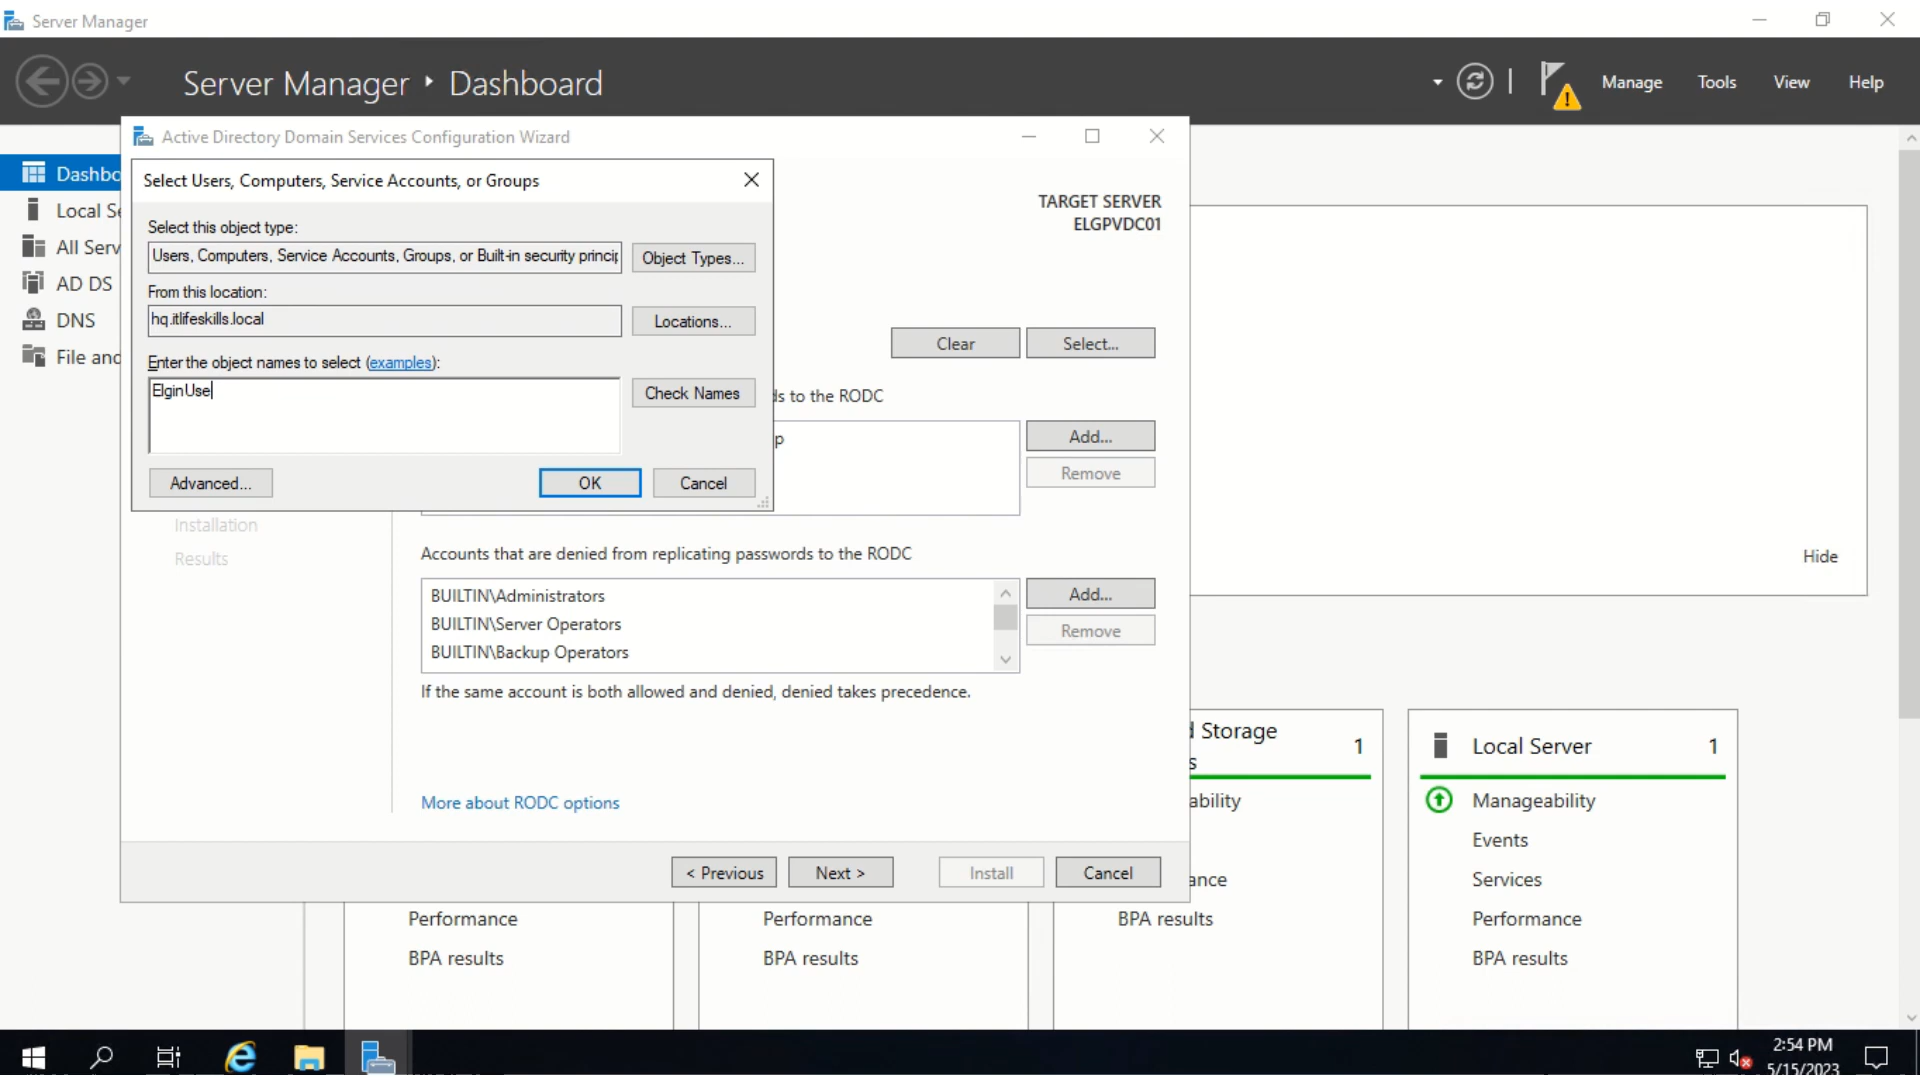 Server Manager
Server Manager ‣ Dashboard
Manage
Tools
View
Help
Active Directory Domain Services Configuration Wizard
Dashbo
Local Se
All Serv
AD DS
DNS
File and
Select Users, Computers, Service Accounts, or Groups
Select this object type:
Users, Computers, Service Accounts, Groups, or Built-in security princip
Object Types...
From this location:
hq.itlifeskills.local
Locations...
Enter the object names to select (examples):
ElginUse
Check Names
Advanced...
OK
Cancel
TARGET SERVER
ELGPVDC01
Clear
Select...
ds to the RODC
p
Add...
Remove
Installation
Results
Accounts that are denied from replicating passwords to the RODC
BUILTIN\Administrators
BUILTIN\Server Operators
BUILTIN\Backup Operators
Add...
Remove
If the same account is both allowed and denied, denied takes precedence.
More about RODC options
< Previous
Next >
Install
Cancel
Hide
d Storage
s
1
ability
ance
BPA results
Local Server
1
Manageability
Events
Services
Performance
BPA results
Performance
BPA results
Performance
BPA results
2:54 PM
5/15/2023